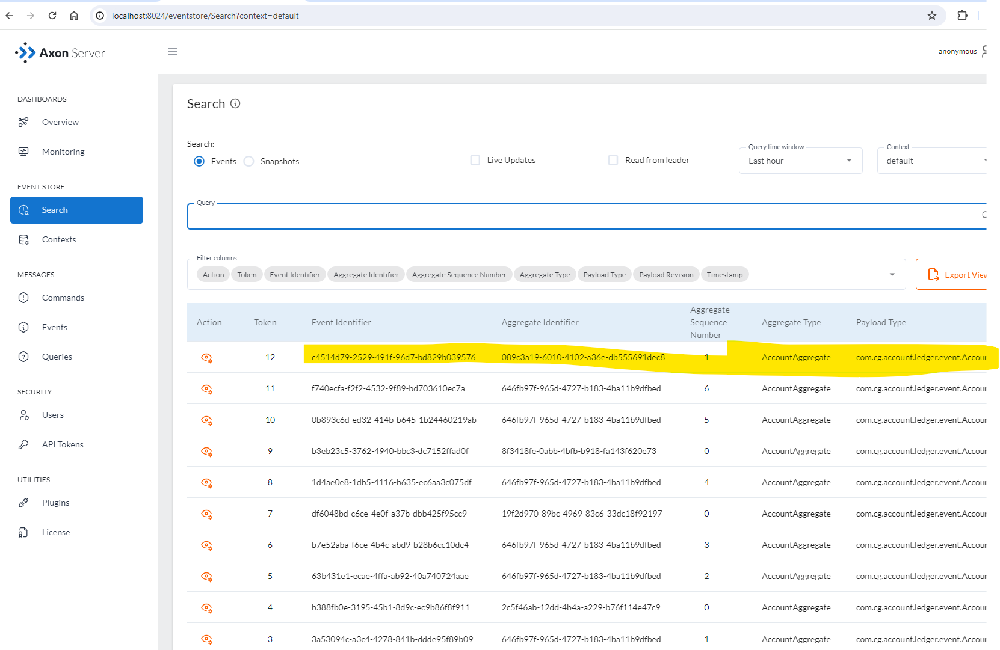 localhost:8024/eventstore/Search?context=default
Axon Server
anonymous
DASHBOARDS
Overview
Monitoring
EVENT STORE
Search
Contexts
MESSAGES
Commands
Events
Queries
SECURITY
Users
API Tokens
UTILITIES
Plugins
License
Search
Search:
Events Snapshots Live Updates Read from leader
Query time window
Last hour
Context
default
Query
Filter columns
Action Token Event Identifier Aggregate Identifier Aggregate Sequence Number Aggregate Type Payload Type Payload Revision Timestamp
Export View
Action Token Event Identifier Aggregate Identifier Aggregate Sequence Number Aggregate Type Payload Type
12 c4514d79-2529-491f-96d7-bd829b039576 089c3a19-6010-4102-a36e-db555691dec8 1 AccountAggregate com.cg.account.ledger.event.Accour
11 f740ecfa-f2f2-4532-9f89-bd703610ec7a 646fb97f-965d-4727-b183-4ba11b9dfbed 6 AccountAggregate com.cg.account.ledger.event.Accour
10 0b893c6d-ed32-414b-b645-1b24460219ab 646fb97f-965d-4727-b183-4ba11b9dfbed 5 AccountAggregate com.cg.account.ledger.event.Accour
9 b3eb23c5-3762-4940-bbc3-dc7152ffad0f 8f3418fe-0abb-4bfb-b918-fa143f620e73 0 AccountAggregate com.cg.account.ledger.event.Accour
8 1d4ae0e8-1db5-4116-b635-ec6aa3c075df 646fb97f-965d-4727-b183-4ba11b9dfbed 4 AccountAggregate com.cg.account.ledger.event.Accour
7 df6048bd-c6ce-4e0f-a37b-dbb425f95cc9 19f2d970-89bc-4969-83c6-33dc18f92197 0 AccountAggregate com.cg.account.ledger.event.Accour
6 b7e52aba-f6ce-4b4c-abd9-b28b6cc10dc4 646fb97f-965d-4727-b183-4ba11b9dfbed 3 AccountAggregate com.cg.account.ledger.event.Accour
5 63b431e1-ecae-4ffa-ab92-40a740724aae 646fb97f-965d-4727-b183-4ba11b9dfbed 2 AccountAggregate com.cg.account.ledger.event.Accour
4 b388fb0e-3195-45b1-8d9c-ec9b86f8f911 2c5f46ab-12dd-4b4a-a229-b76f114e47c9 0 AccountAggregate com.cg.account.ledger.event.Accour
3 3a53094c-a3c4-4278-841b-ddde95f89b09 646fb97f-965d-4727-b183-4ba11b9dfbed 1 AccountAggregate com.cg.account.ledger.event.Accour